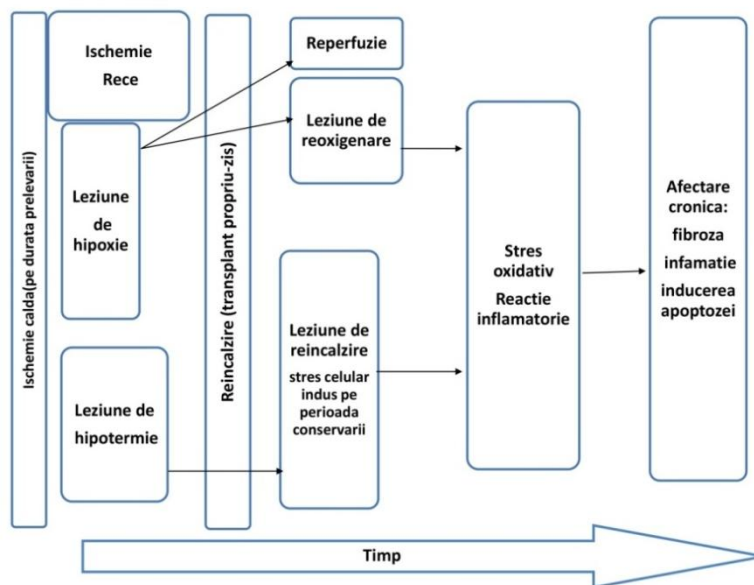 Ischemie calda(pe durata prelevarii)
Ischemie
Rece
Leziune
de
hipoxie
Leziune de
hipotermie
Reincalzire (transplant propriu-zis)
Reperfuzie
Leziune de
reoxigenare
Leziune de
reincalzire
stres celular
indus pe
perioada
conservarii
Stres
oxidativ
Reactie
inflamatorie
Afectare
cronica:
fibroza
infamatie
inducerea
apoptozei
Timp